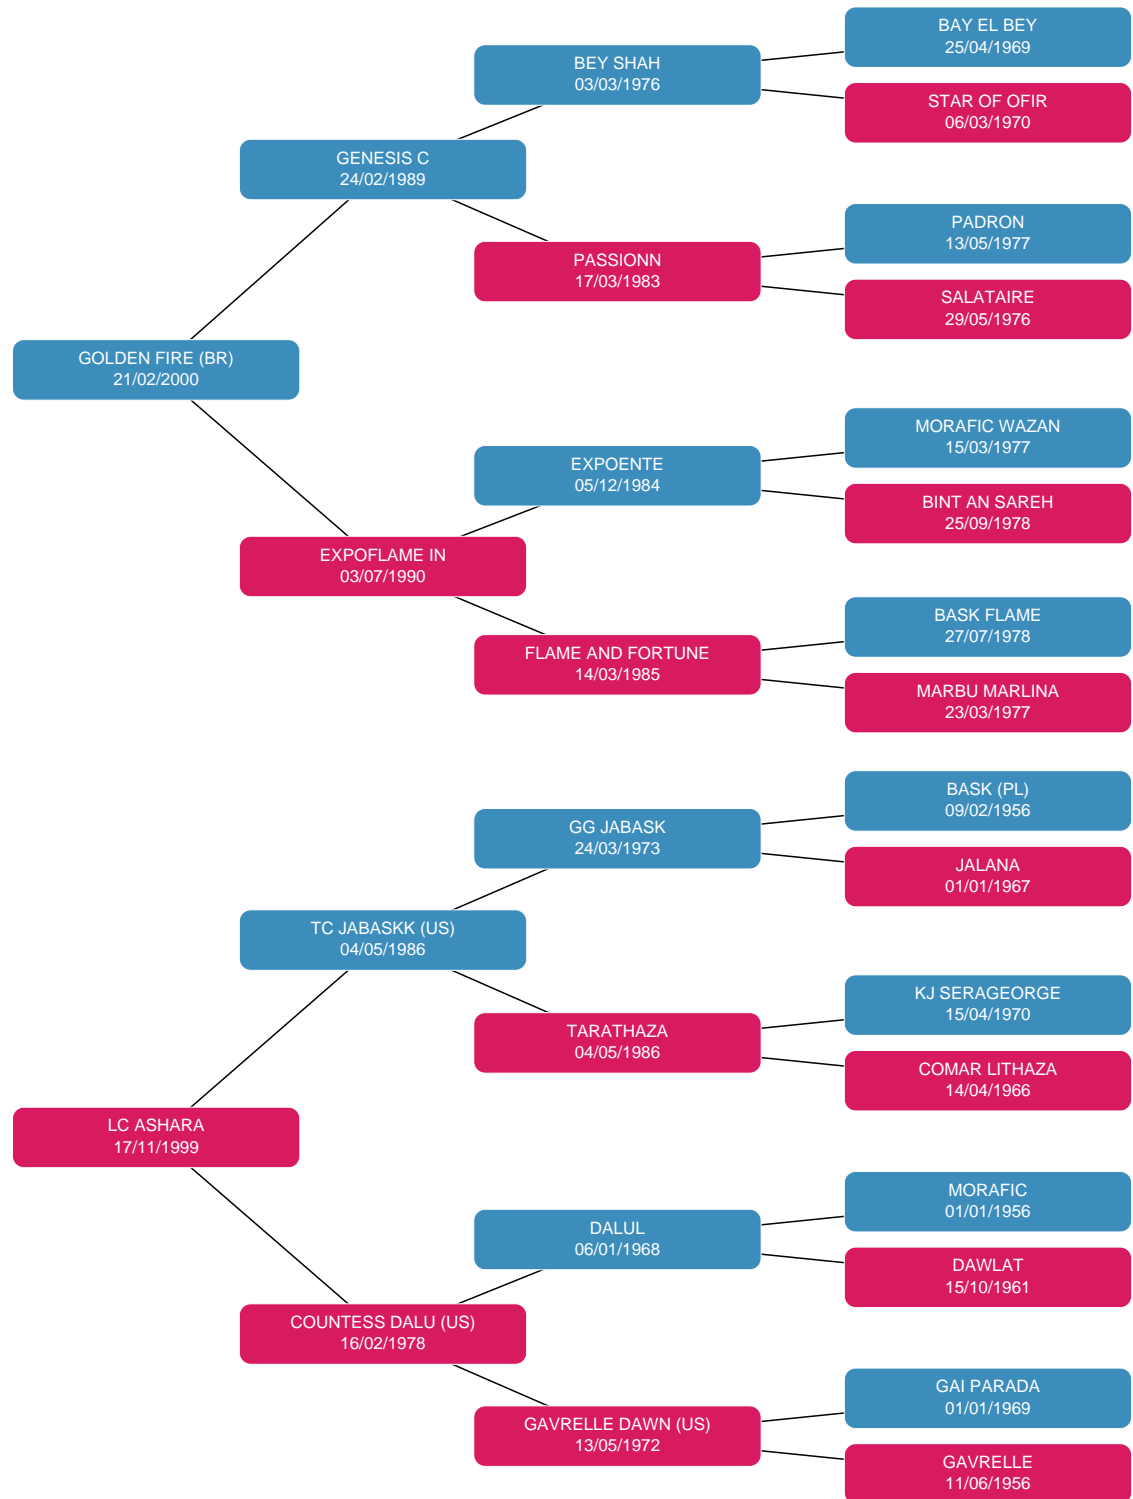 BAY EL BEY
25/04/1969
BEY SHAH
03/03/1976
STAR OF OFIR
06/03/1970
GENESIS C
24/02/1989
PADRON
13/05/1977
PASSIONN
17/03/1983
SALATAIRE
29/05/1976
GOLDEN FIRE (BR)
21/02/2000
MORAFIC WAZAN
15/03/1977
EXPOENTE
05/12/1984
BINT AN SAREH
25/09/1978
EXPOFLAME IN
03/07/1990
BASK FLAME
27/07/1978
FLAME AND FORTUNE
14/03/1985
MARBU MARLINA
23/03/1977
BASK (PL)
09/02/1956
GG JABASK
24/03/1973
JALANA
01/01/1967
TC JABASKK (US)
04/05/1986
KJ SERAGEORGE
15/04/1970
TARATHAZA
04/05/1986
COMAR LITHAZA
14/04/1966
LC ASHARA
17/11/1999
MORAFIC
01/01/1956
DALUL
06/01/1968
DAWLAT
15/10/1961
COUNTESS DALU (US)
16/02/1978
GAI PARADA
01/01/1969
GAVRELLE DAWN (US)
13/05/1972
GAVRELLE
11/06/1956